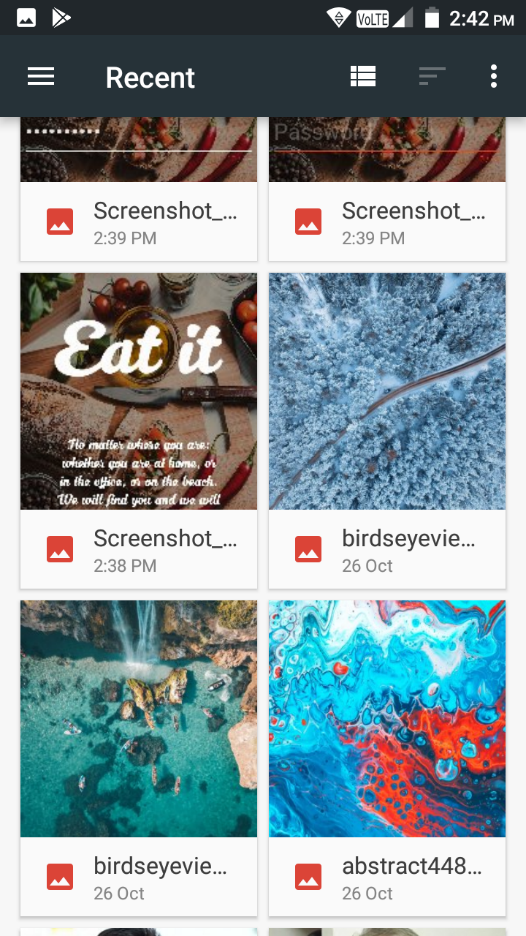 VoLTE 2:42 PM
Recent
Password
Screenshot_... Screenshot_...
2:39 PM 2:39 PM
Eat it
No matter where you are:
whether you are at home, or
in the office, or on the beach.
We will find you and we will
Screenshot_... birdseyevie...
2:38 PM 26 Oct
birdseyevie... abstract448...
26 Oct 26 Oct